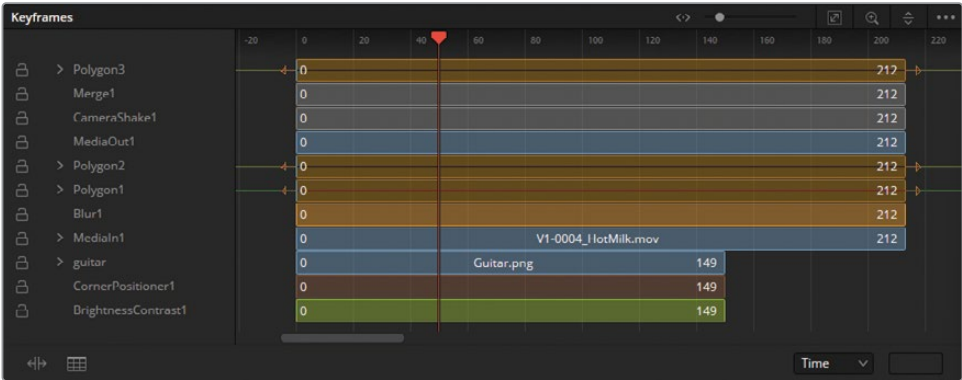 Keyframes
-20 0 20 40 60 80 100 120 140 160 180 200 220
Polygon3 0 212
Merge1 0 212
CameraShake1 0 212
MediaOut1 0 212
Polygon2 0 212
Polygon1 0 212
Blur1 0 212
MediaIn1 0 V1-0004_HotMilk.mov 212
guitar 0 Guitar.png 149
CornerPositioner1 0 149
BrightnessContrast1 0 149
Time